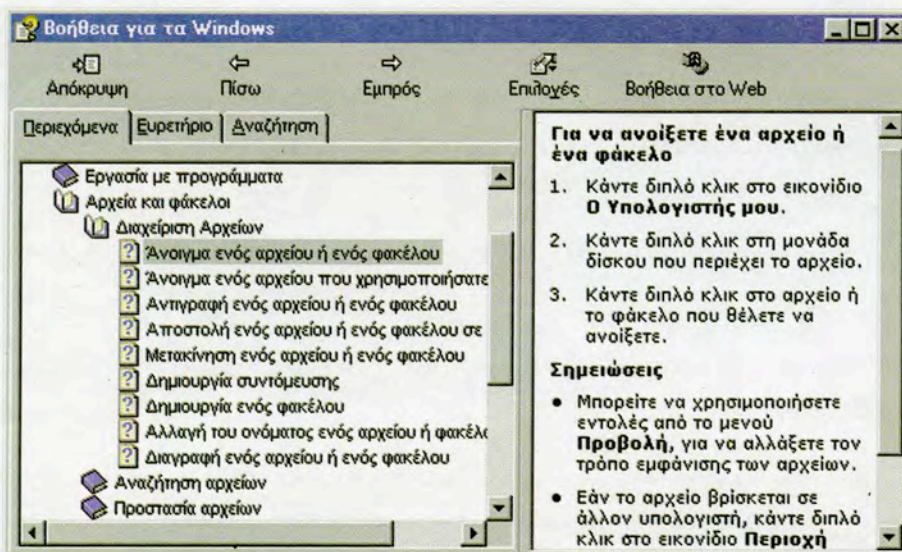 Βοήθεια για τα Windows
Απόκρυψη Πίσω Εμπρός Επιλογές Βοήθεια στο Web
Περιεχόμενα Ευρετήριο Αναζήτηση
Εργασία με προγράμματα
Αρχεία και φάκελοι
Διαχείριση Αρχείων
Άνοιγμα ενός αρχείου ή ενός φακέλου
Άνοιγμα ενός αρχείου που χρησιμοποιήσατε
Αντιγραφή ενός αρχείου ή ενός φακέλου
Αποστολή ενός αρχείου ή ενός φακέλου σε
Μετακίνηση ενός αρχείου ή ενός φακέλου
Δημιουργία συντόμευσης
Δημιουργία ενός φακέλου
Αλλαγή του ονόματος ενός αρχείου ή φακέλο
Διαγραφή ενός αρχείου ή ενός φακέλου
Αναζήτηση αρχείων
Προστασία αρχείων
Για να ανοίξετε ένα αρχείο ή
ένα φάκελο
1. Κάντε διπλό κλικ στο εικονίδιο
Ο Υπολογιστής μου.
2. Κάντε διπλό κλικ στη μονάδα
δίσκου που περιέχει το αρχείο.
3. Κάντε διπλό κλικ στο αρχείο ή
το φάκελο που θέλετε να
ανοίξετε.
Σημειώσεις
• Μπορείτε να χρησιμοποιήσετε
εντολές από το μενού
Προβολή, για να αλλάξετε τον
τρόπο εμφάνισης των αρχείων.
• Εάν το αρχείο βρίσκεται σε
άλλον υπολογιστή, κάντε διπλό
κλικ στο εικονίδιο Περιοχή